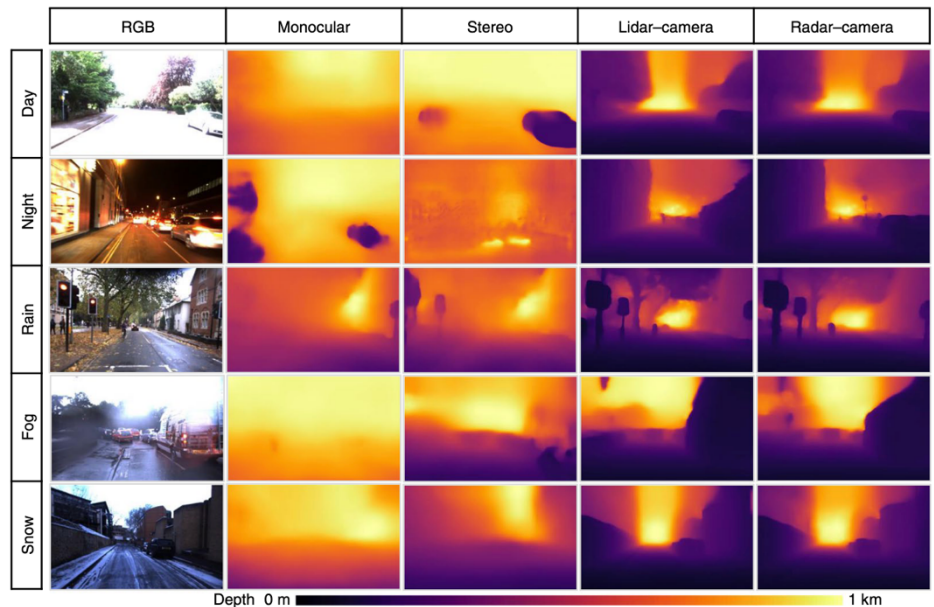 RGB Monocular Stereo Lidar–camera Radar–camera
Day
Night
Rain
Fog
Snow
Depth 0 m 1 km